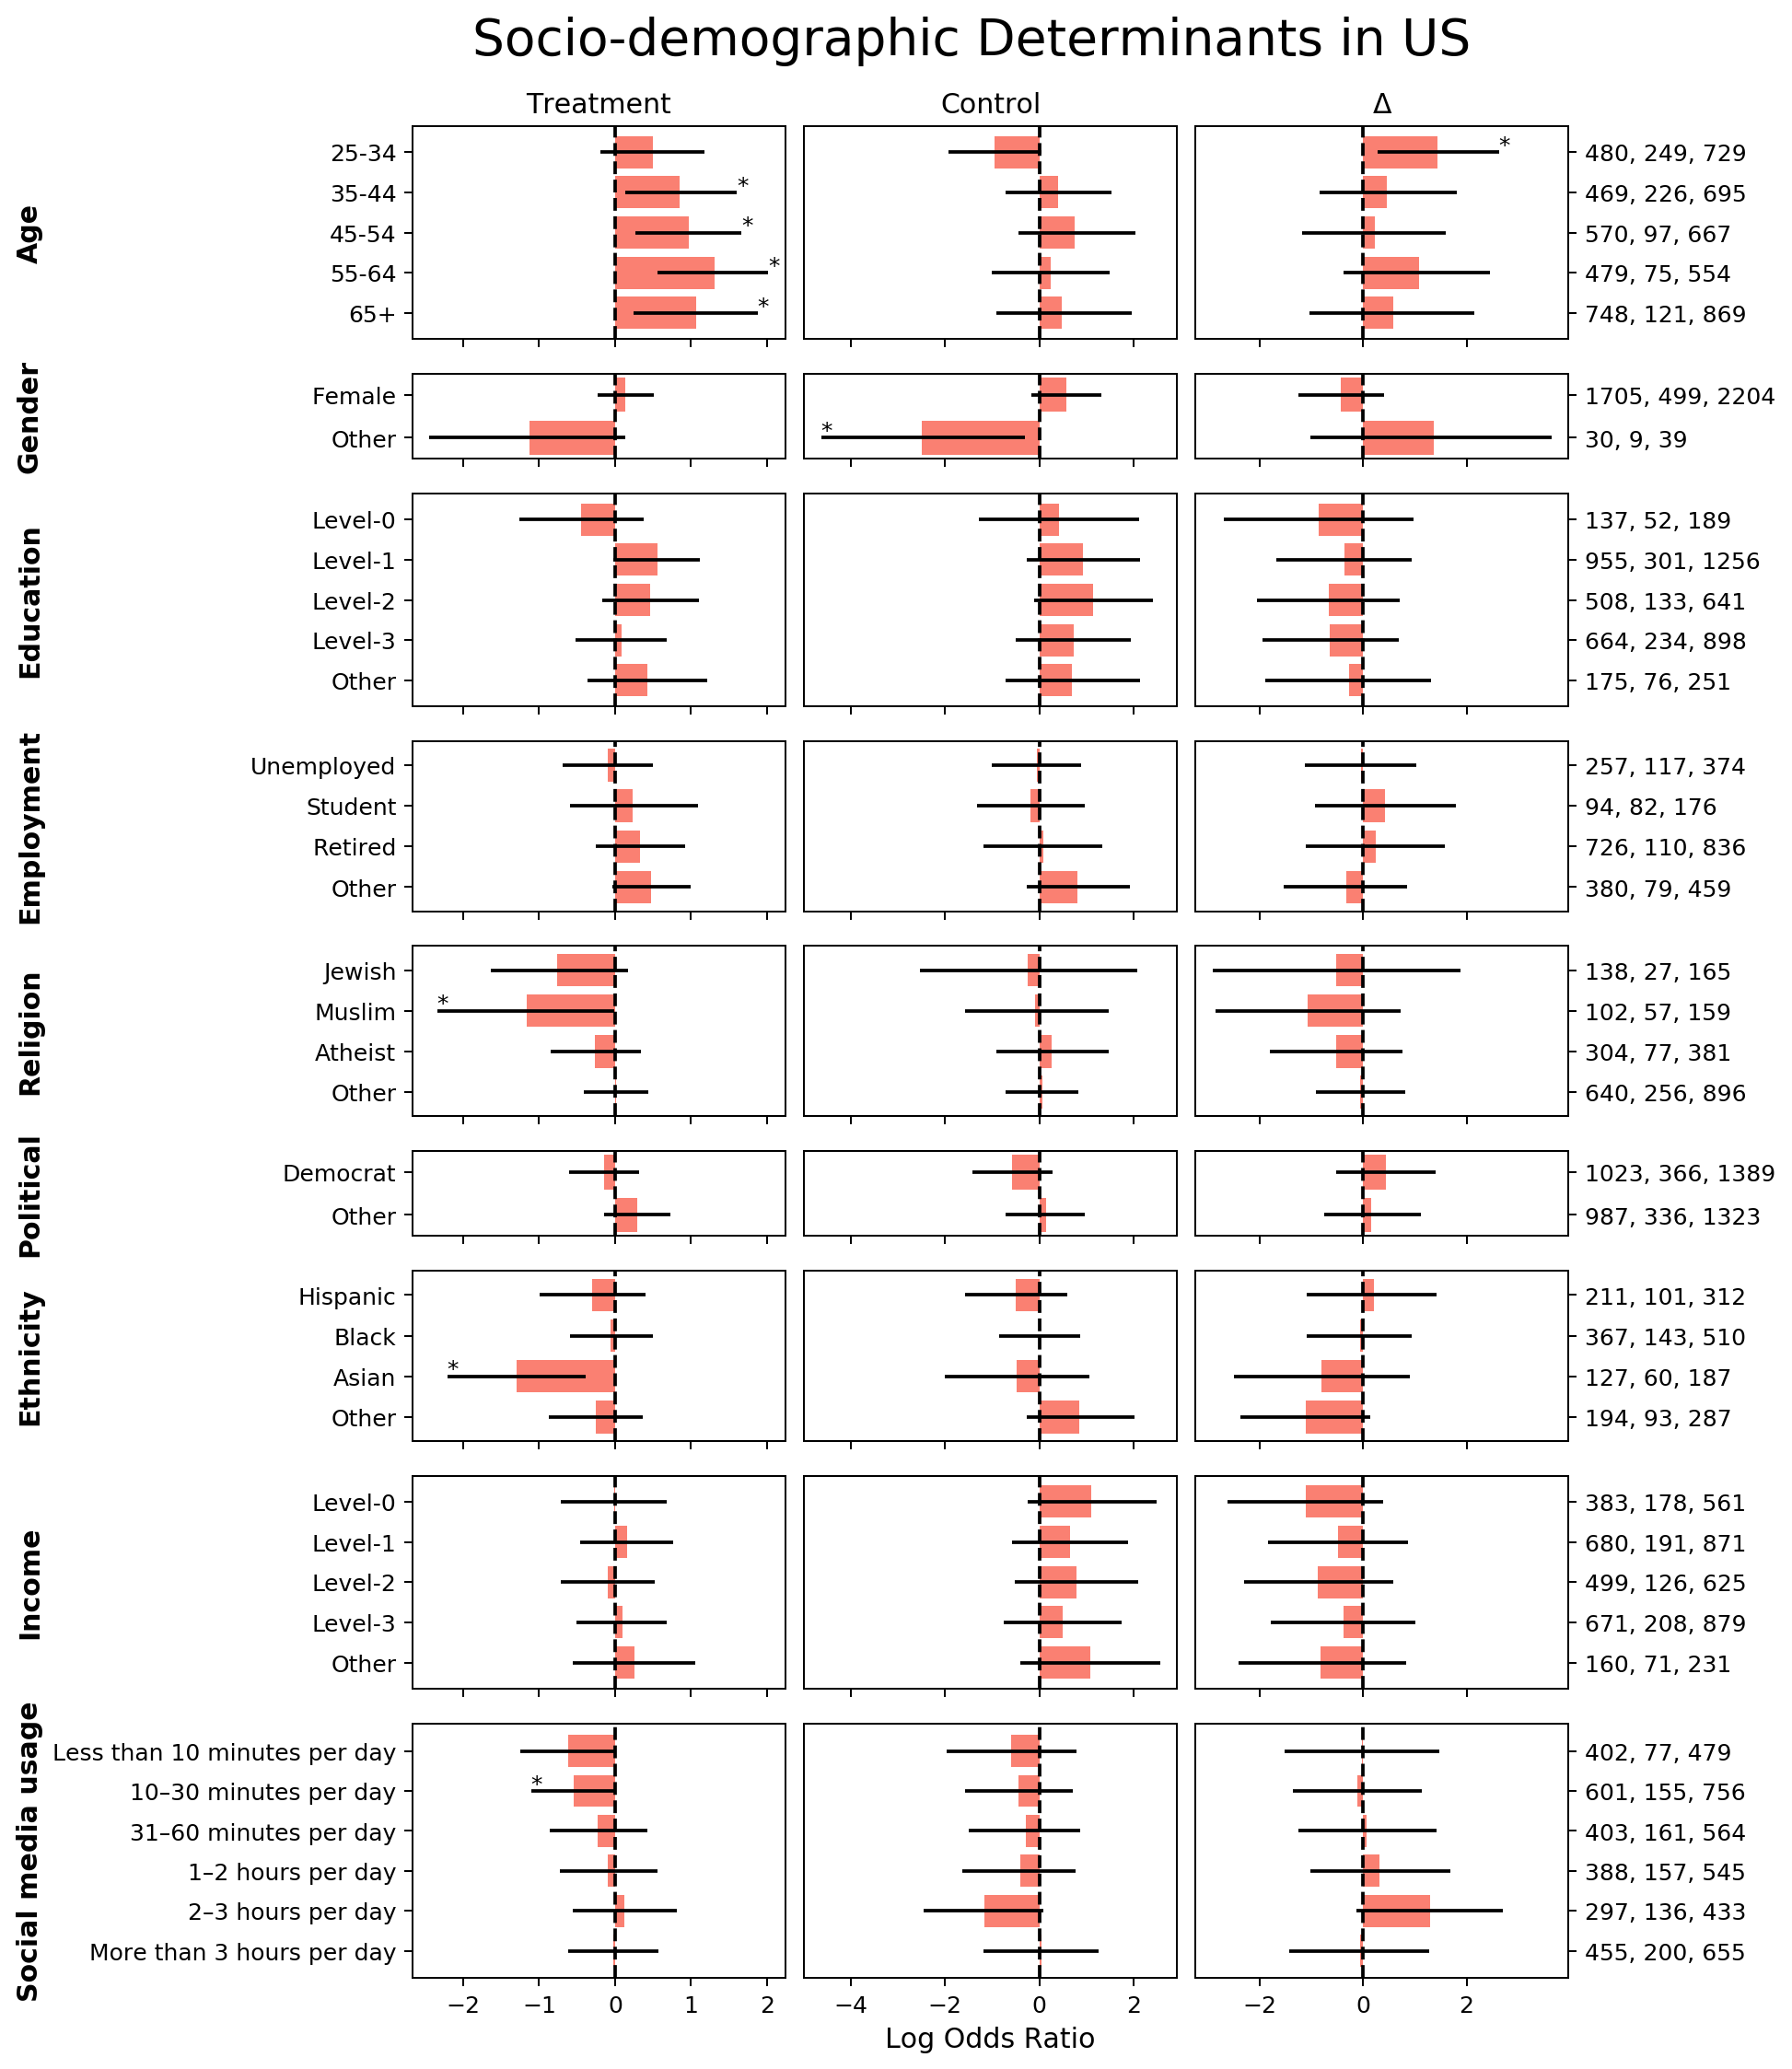 Socio-demographic Determinants in US
Treatment Control Δ
Age
25-34 * 480, 249, 729
35-44 * 469, 226, 695
45-54 * 570, 97, 667
55-64 * 479, 75, 554
65+ * 748, 121, 869
Gender
Female 1705, 499, 2204
Other * 30, 9, 39
Education
Level-0 137, 52, 189
Level-1 955, 301, 1256
Level-2 508, 133, 641
Level-3 664, 234, 898
Other 175, 76, 251
Employment
Unemployed 257, 117, 374
Student 94, 82, 176
Retired 726, 110, 836
Other 380, 79, 459
Religion
Jewish 138, 27, 165
Muslim * 102, 57, 159
Atheist 304, 77, 381
Other 640, 256, 896
Political
Democrat 1023, 366, 1389
Other 987, 336, 1323
Ethnicity
Hispanic 211, 101, 312
Black 367, 143, 510
Asian * 127, 60, 187
Other 194, 93, 287
Income
Level-0 383, 178, 561
Level-1 680, 191, 871
Level-2 499, 126, 625
Level-3 671, 208, 879
Other 160, 71, 231
Social media usage
Less than 10 minutes per day 402, 77, 479
10–30 minutes per day * 601, 155, 756
31–60 minutes per day 403, 161, 564
1–2 hours per day 388, 157, 545
2–3 hours per day 297, 136, 433
More than 3 hours per day 455, 200, 655
−2 −1 0 1 2 −4 −2 0 2 −2 0 2
Log Odds Ratio